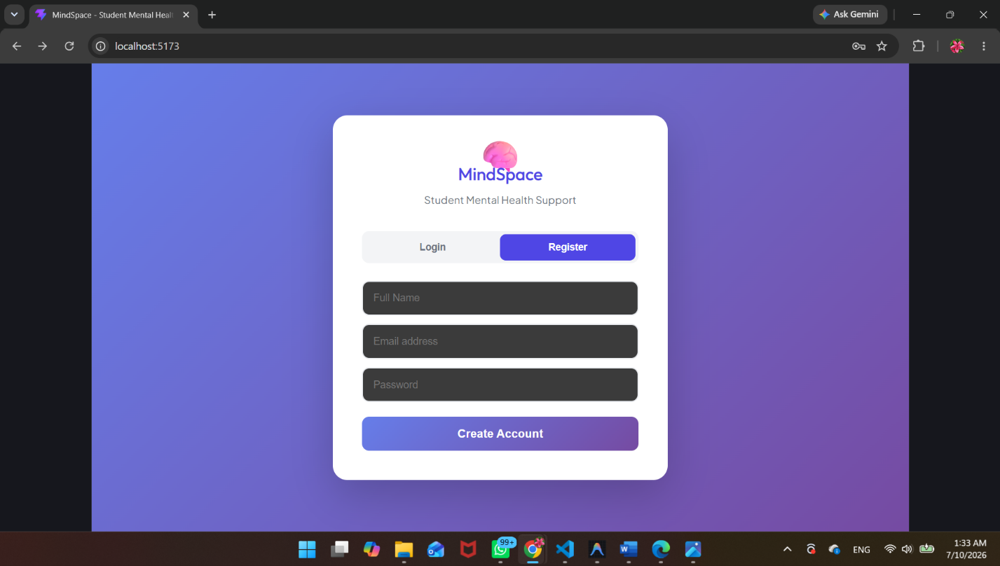 MindSpace - Student Mental Heal
Ask Gemini
localhost:5173
MindSpace
Student Mental Health Support
Login
Register
Full Name
Email address
Password
Create Account
99+
ENG
1:33 AM
7/10/2026